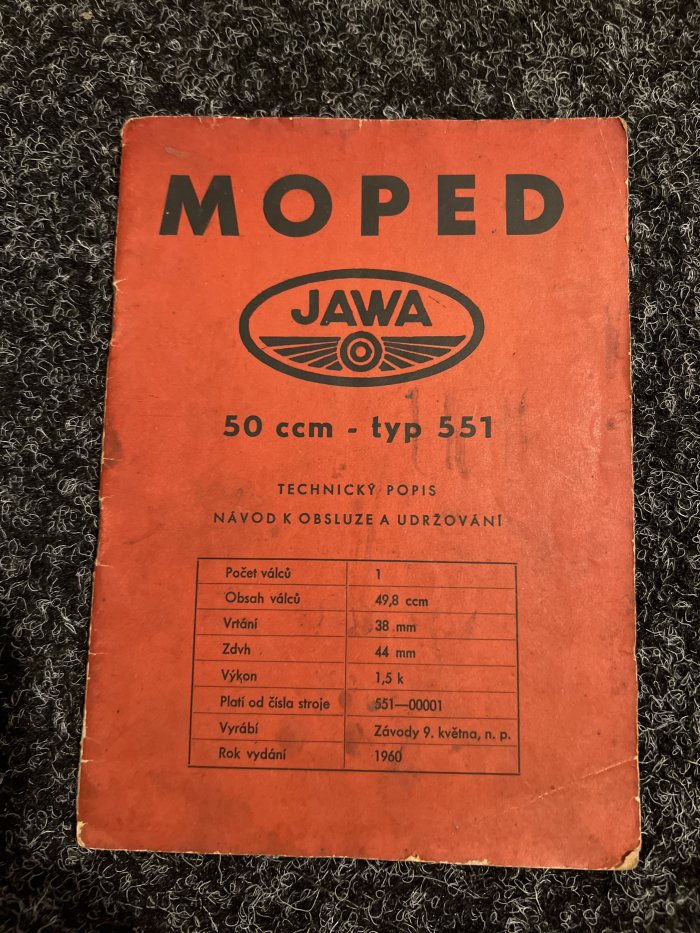 MOPED
JAWA
50 ccm - typ 551
TECHNICKÝ POPIS
NÁVOD K OBSLUZE A UDRŽOVÁNÍ
Počet válců 1
Obsah válců 49,8 ccm
Vrtání 38 mm
Zdvh 44 mm
Výkon 1,5 k
Platí od čísla stroje 551—00001
Vyrábí Závody 9. května, n. p.
Rok vydání 1960